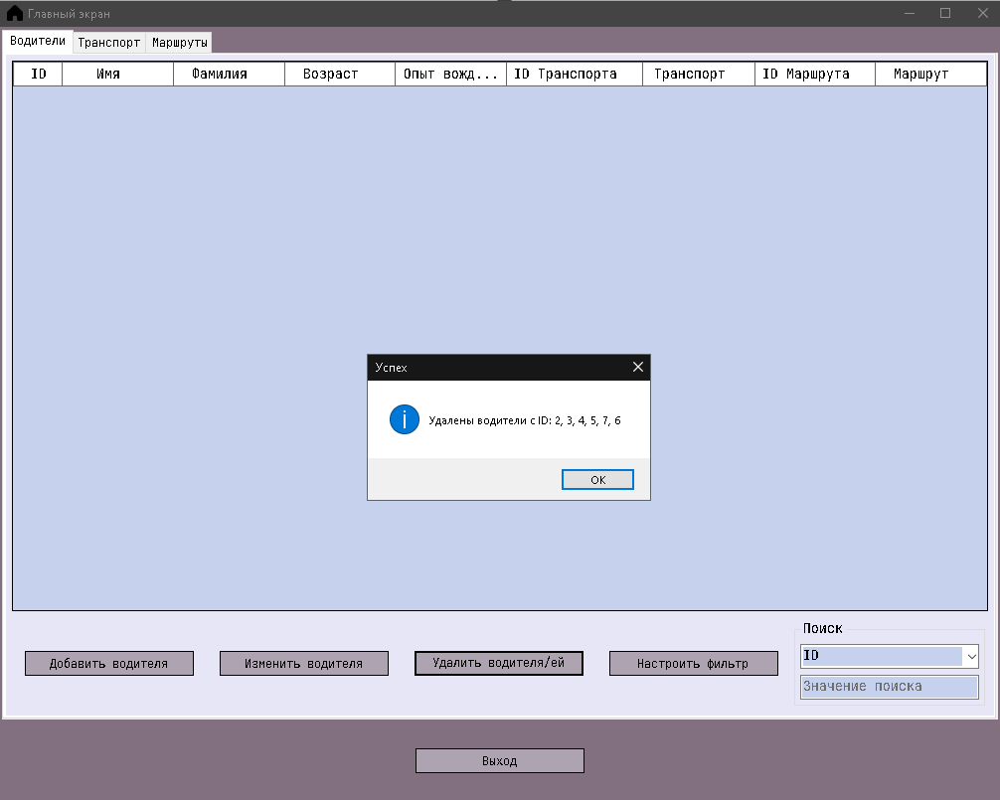 Главный экран
Водители Транспорт Маршруты
ID Имя Фамилия Возраст Опыт вожд... ID Транспорта Транспорт ID Маршрута Маршрут
Успех
Удалены водители с ID: 2, 3, 4, 5, 7, 6
ОК
Поиск
ID
Добавить водителя Изменить водителя Удалить водителя/ей Настроить фильтр
Значение поиска
Выход